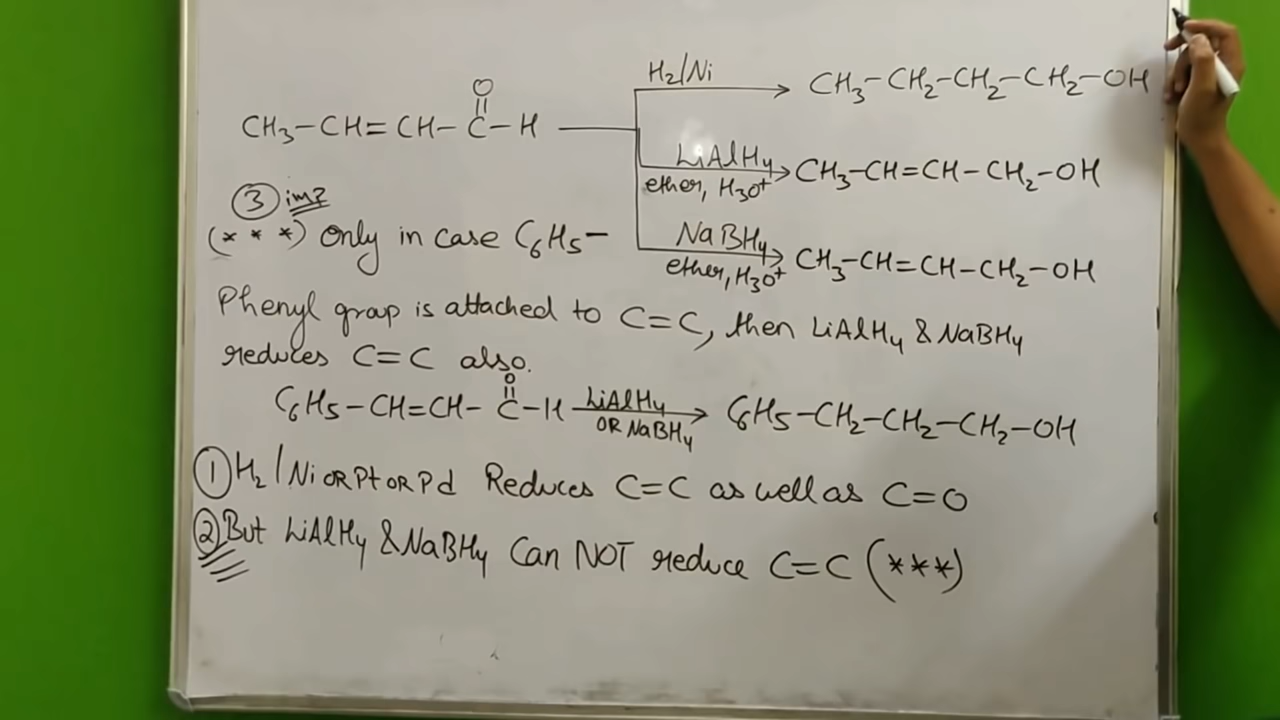 H₂/Ni
CH₃-CH₂-CH₂-CH₂-OH
O
||
CH₃-CH=CH-C-H
LiAlH₄
ether, H₃O⁺
CH₃-CH=CH-CH₂-OH
NaBH₄
ether, H₃O⁺
CH₃-CH=CH-CH₂-OH
③ imp
(***) Only in case C₆H₅-
Phenyl group is attached to C=C, then LiAlH₄ & NaBH₄
reduces C=C also.
O
||
C₆H₅-CH=CH-C-H
LiAlH₄
OR NaBH₄
C₆H₅-CH₂-CH₂-CH₂-OH
① H₂/Ni OR Pt OR Pd Reduces C=C as well as C=O
② But LiAlH₄ & NaBH₄ Can NOT reduce C=C (***)